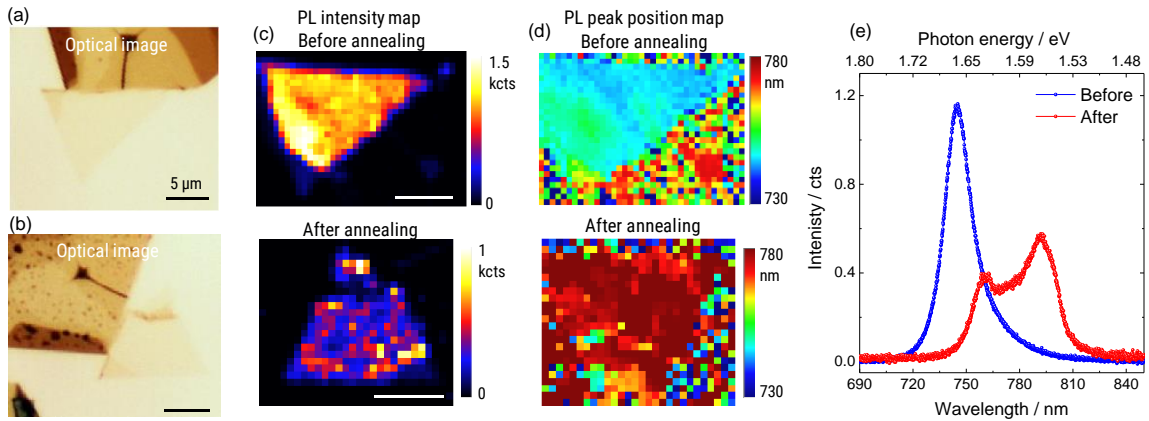 (a)
Optical image
5 µm
(b)
Optical image
(c)
PL intensity map
Before annealing
1.5
kcts
0
After annealing
1
kcts
0
(d)
PL peak position map
Before annealing
780
nm
730
After annealing
780
nm
730
(e)
Photon energy / eV
1.80 1.72 1.65 1.59 1.53 1.48
Before
After
Intenisty / cts
1.2
0.8
0.4
0.0
690 720 750 780 810 840
Wavelength / nm